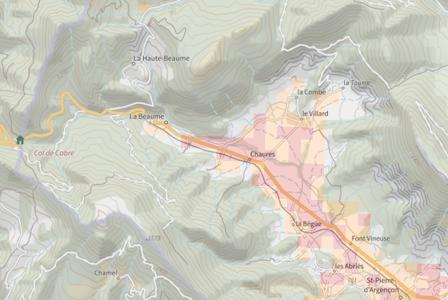 La Haute-Beaume
la Tourre
la Combe
La Beaume
le Villard
Col de Cabre
Chaures
la Bégue
Font Vineuse
les Abriès
Chamel
St-Pierre-
d'Argençon